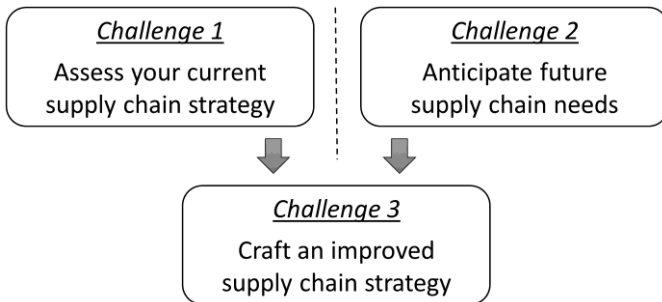 Challenge 1
Assess your current
supply chain strategy
Challenge 2
Anticipate future
supply chain needs
Challenge 3
Craft an improved
supply chain strategy